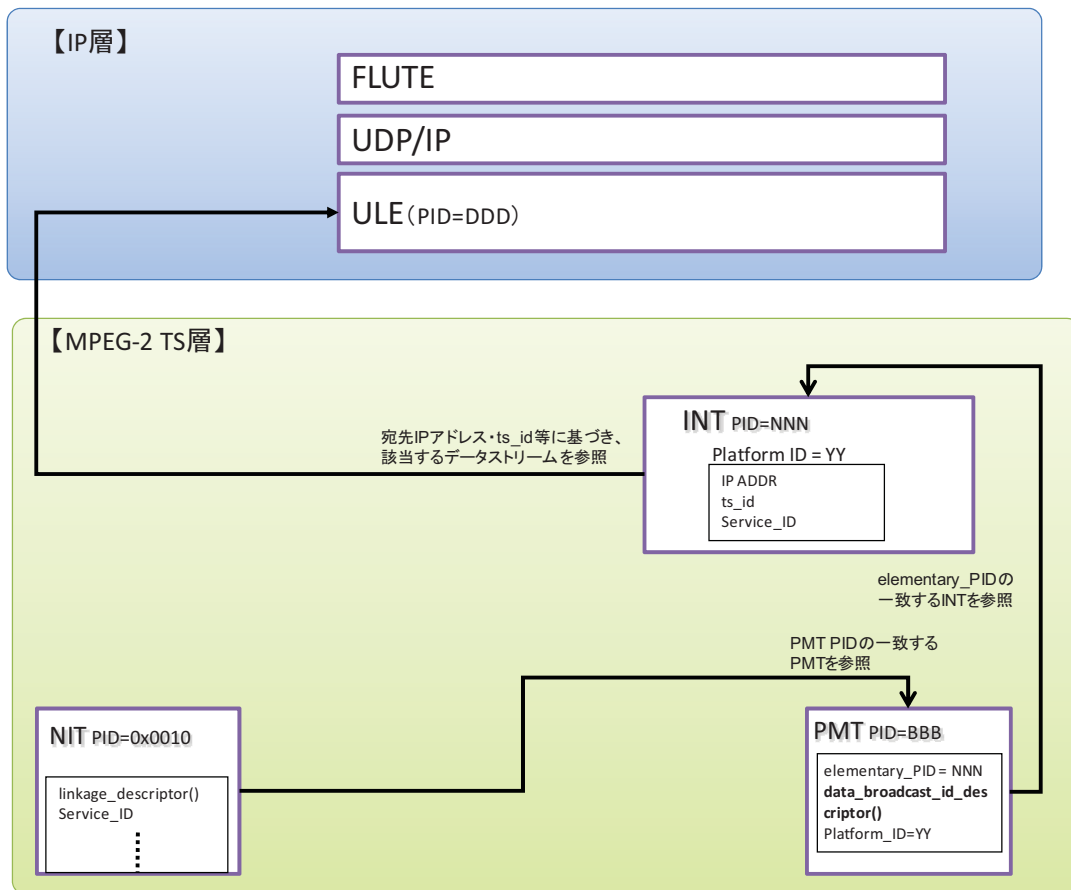 【IP層】
FLUTE
UDP/IP
ULE(PID=DDD)
【MPEG-2 TS層】
宛先IPアドレス・ts_id等に基づき、
該当するデータストリームを参照
INT PID=NNN
Platform ID = YY
IP ADDR
ts_id
Service_ID
elementary_PIDの
一致するINTを参照
PMT PIDの一致する
PMTを参照
NIT PID=0x0010
linkage_descriptor()
Service_ID
PMT PID=BBB
elementary_PID = NNN
data_broadcast_id_des
criptor()
Platform_ID=YY